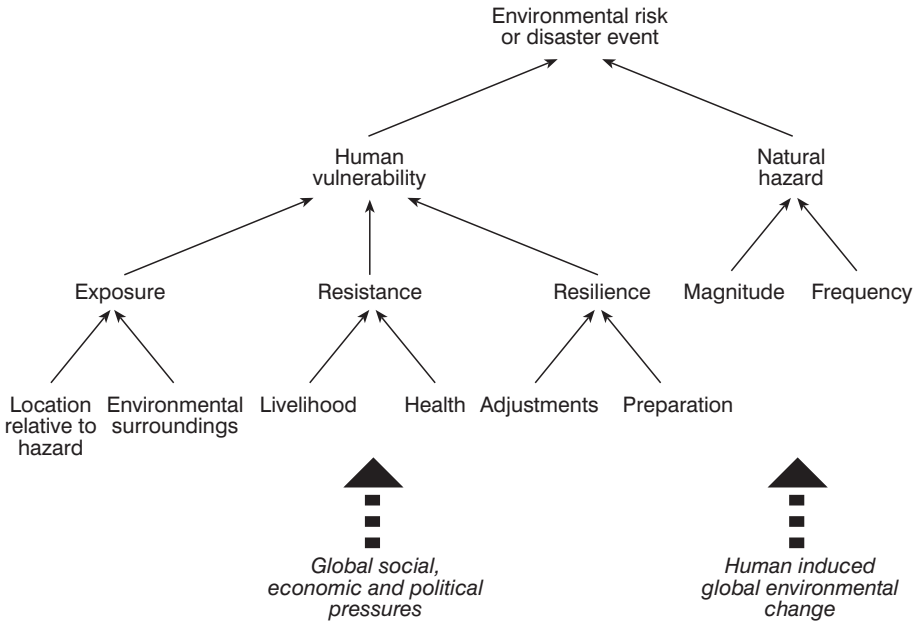 Environmental risk
or disaster event
Human
vulnerability
Natural
hazard
Exposure
Resistance
Resilience
Magnitude
Frequency
Location
relative to
hazard
Environmental
surroundings
Livelihood
Health
Adjustments
Preparation
Global social,
economic and political
pressures
Human induced
global environmental
change